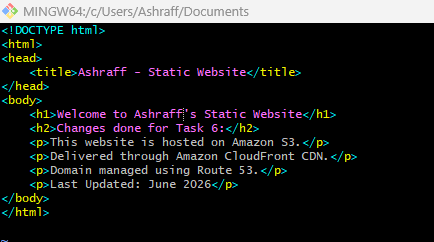 MINGW64:/c/Users/Ashraff/Documents
<!DOCTYPE html>
<html>
<head>
    <title>Ashraff - Static Website</title>
</head>
<body>
    <h1>Welcome to Ashraff's Static Website</h1>
    <h2>Changes done for Task 6:</h2>
    <p>This website is hosted on Amazon S3.</p>
    <p>Delivered through Amazon CloudFront CDN.</p>
    <p>Domain managed using Route 53.</p>
    <p>Last Updated: June 2026</p>
</body>
</html>
~